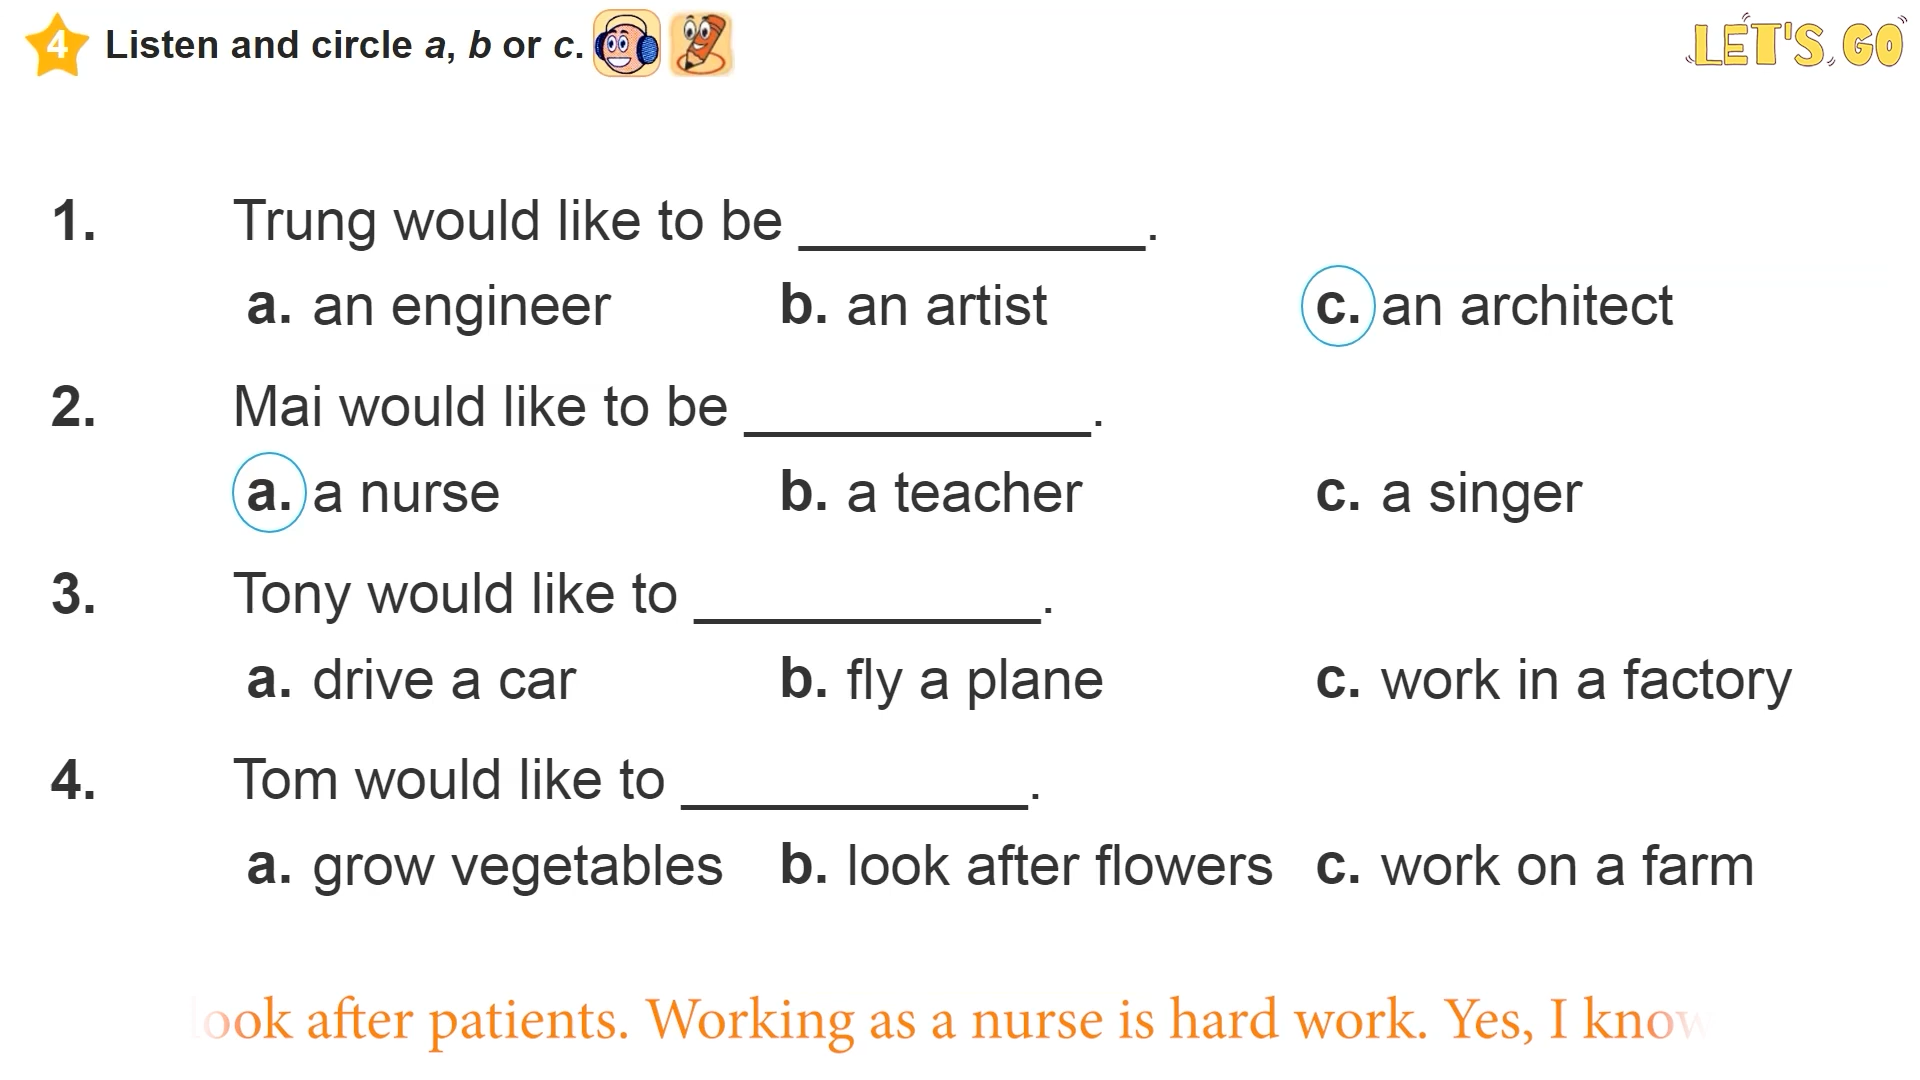 4 Listen and circle a, b or c.
LET'S GO
1. Trung would like to be ____________.
a. an engineer b. an artist c. an architect
2. Mai would like to be ____________.
a. a nurse b. a teacher c. a singer
3. Tony would like to ____________.
a. drive a car b. fly a plane c. work in a factory
4. Tom would like to ____________.
a. grow vegetables b. look after flowers c. work on a farm
look after patients. Working as a nurse is hard work. Yes, I know